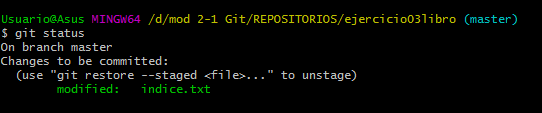 Usuario@Asus MINGW64 /d/mod 2-1 Git/REPOSITORIOS/ejercicio03libro (master)
$ git status
On branch master
Changes to be committed:
  (use "git restore --staged <file>..." to unstage)
        modified:   indice.txt